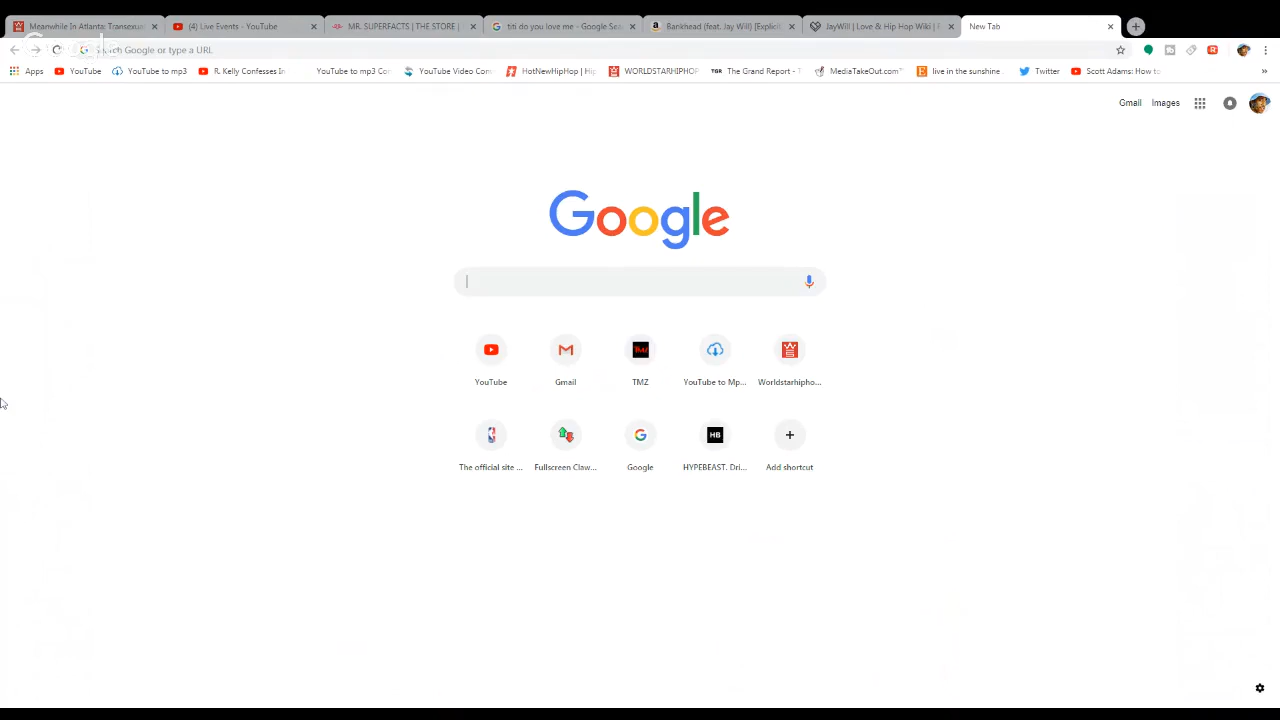 Meanwhile In Atlanta: Transexu
(4) Live Events - YouTube
MR. SUPERFACTS | THE STORE |
titi do you love me - Google Sea
Bankhead (feat. Jay Will) [Explicit
JayWill | Love & Hip Hop Wiki | F
New Tab
Search Google or type a URL
Apps
YouTube
YouTube to mp3
R. Kelly Confesses In
YouTube to mp3 Con
YouTube Video Conv
HotNewHipHop | Hip
WORLDSTARHIPHOP
TGR
The Grand Report - T
MediaTakeOut.com™
live in the sunshine
Twitter
Scott Adams: How to
»
Gmail
Images
Google
YouTube
Gmail
TMZ
YouTube to Mp...
Worldstarhipho...
The official site ...
Fullscreen Claw...
Google
HB
HYPEBEAST. Dri...
Add shortcut